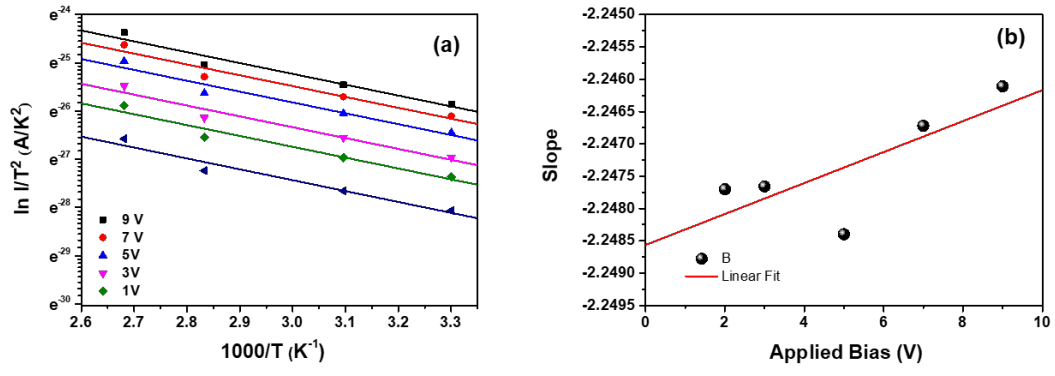 (a)
ln I/T² (A/K²)
e⁻²⁴
e⁻²⁵
e⁻²⁶
e⁻²⁷
e⁻²⁸
e⁻²⁹
e⁻³⁰
9 V
7 V
5V
3V
1V
2.6 2.7 2.8 2.9 3.0 3.1 3.2 3.3
1000/T (K⁻¹)
(b)
Slope
-2.2450
-2.2455
-2.2460
-2.2465
-2.2470
-2.2475
-2.2480
-2.2485
-2.2490
-2.2495
B
Linear Fit
0 2 4 6 8 10
Applied Bias (V)